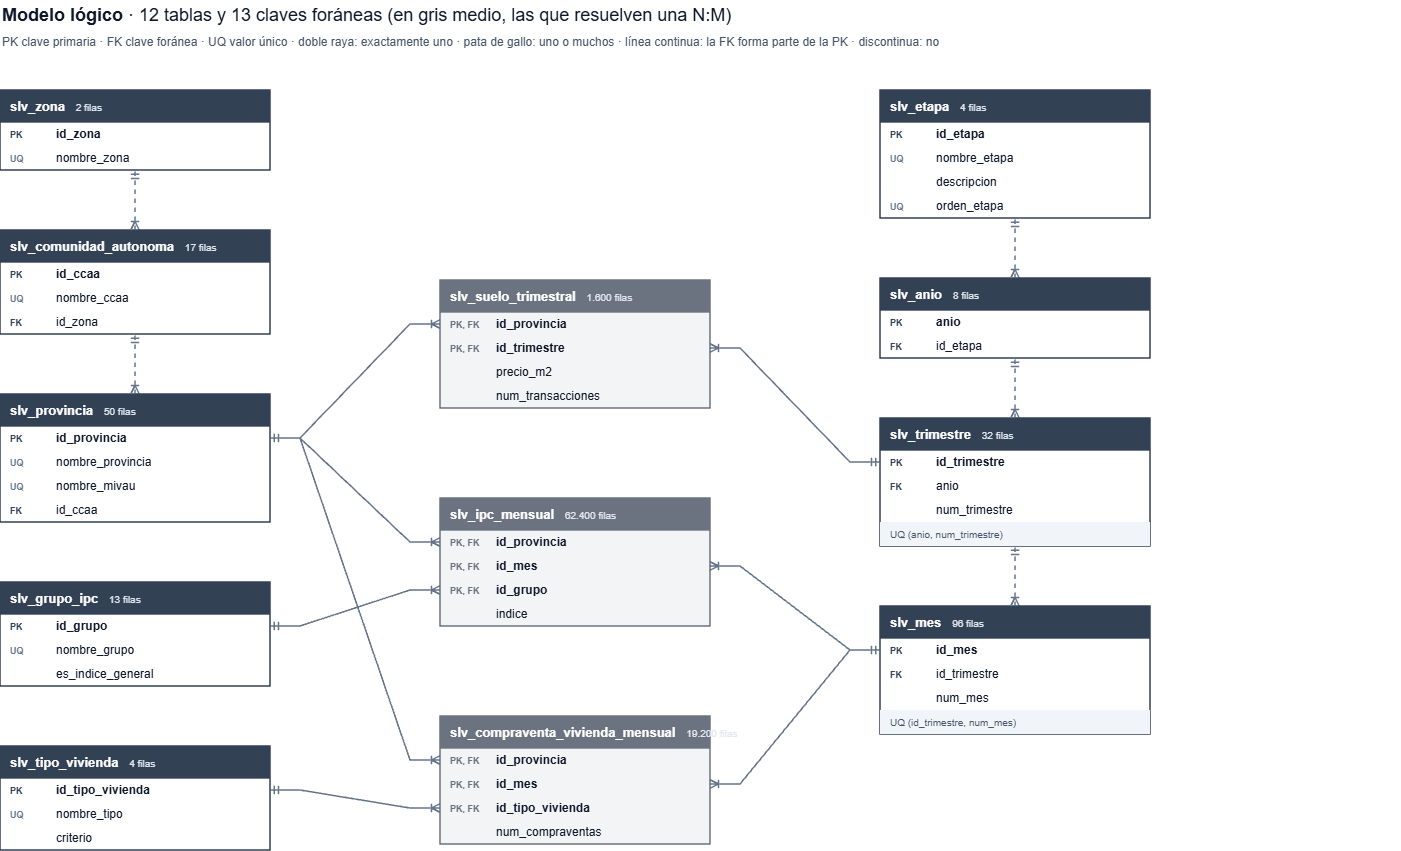 Modelo lógico · 12 tablas y 13 claves foráneas (en gris medio, las que resuelven una N:M)
PK clave primaria · FK clave foránea · UQ valor único · doble raya: exactamente uno · pata de gallo: uno o muchos · línea continua: la FK forma parte de la PK · discontinua: no
slv_zona 2 filas
PK id_zona
UQ nombre_zona
slv_comunidad_autonoma 17 filas
PK id_ccaa
UQ nombre_ccaa
FK id_zona
slv_provincia 50 filas
PK id_provincia
UQ nombre_provincia
UQ nombre_mivau
FK id_ccaa
slv_grupo_ipc 13 filas
PK id_grupo
UQ nombre_grupo
es_indice_general
slv_tipo_vivienda 4 filas
PK id_tipo_vivienda
UQ nombre_tipo
criterio
slv_suelo_trimestral 1.600 filas
PK, FK id_provincia
PK, FK id_trimestre
precio_m2
num_transacciones
slv_ipc_mensual 62.400 filas
PK, FK id_provincia
PK, FK id_mes
PK, FK id_grupo
indice
slv_compraventa_vivienda_mensual 19.200 filas
PK, FK id_provincia
PK, FK id_mes
PK, FK id_tipo_vivienda
num_compraventas
slv_etapa 4 filas
PK id_etapa
UQ nombre_etapa
descripcion
UQ orden_etapa
slv_anio 8 filas
PK anio
FK id_etapa
slv_trimestre 32 filas
PK id_trimestre
FK anio
num_trimestre
UQ (anio, num_trimestre)
slv_mes 96 filas
PK id_mes
FK id_trimestre
num_mes
UQ (id_trimestre, num_mes)